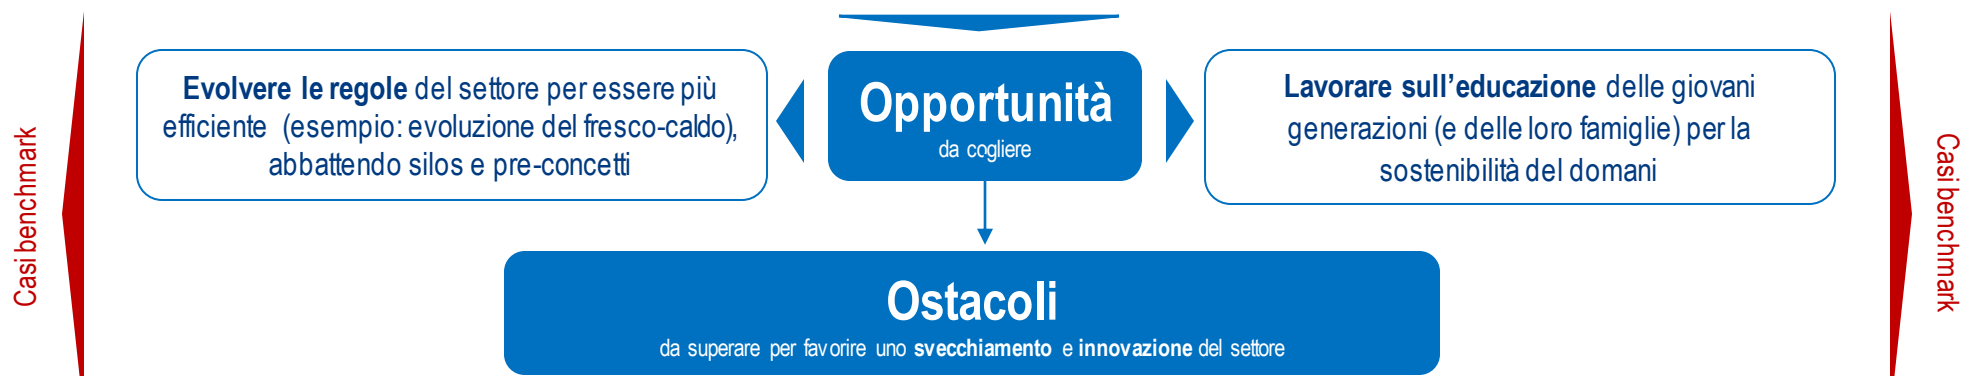 Casi benchmark
Evolvere le regole del settore per essere più
efficiente (esempio: evoluzione del fresco-caldo),
abbattendo silos e pre-concetti
Opportunità
da cogliere
Lavorare sull’educazione delle giovani
generazioni (e delle loro famiglie) per la
sostenibilità del domani
Casi benchmark
Ostacoli
da superare per favorire uno svecchiamento e innovazione del settore